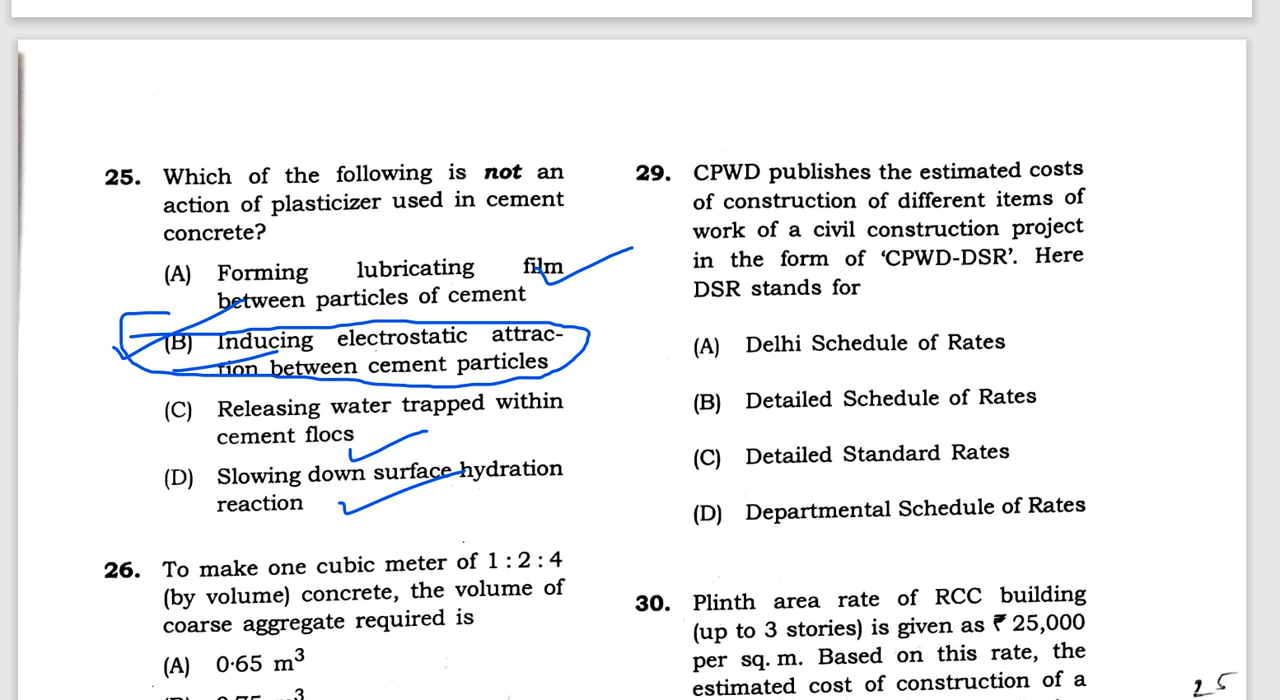 25. Which of the following is not an
action of plasticizer used in cement
concrete?
(A) Forming lubricating film
between particles of cement
(B) Inducing electrostatic attrac-
tion between cement particles
(C) Releasing water trapped within
cement flocs
(D) Slowing down surface hydration
reaction
26. To make one cubic meter of 1 : 2 : 4
(by volume) concrete, the volume of
coarse aggregate required is
(A) 0·65 m³
29. CPWD publishes the estimated costs
of construction of different items of
work of a civil construction project
in the form of ‘CPWD-DSR’. Here
DSR stands for
(A) Delhi Schedule of Rates
(B) Detailed Schedule of Rates
(C) Detailed Standard Rates
(D) Departmental Schedule of Rates
30. Plinth area rate of RCC building
(up to 3 stories) is given as ₹ 25,000
per sq. m. Based on this rate, the
estimated cost of construction of a
25